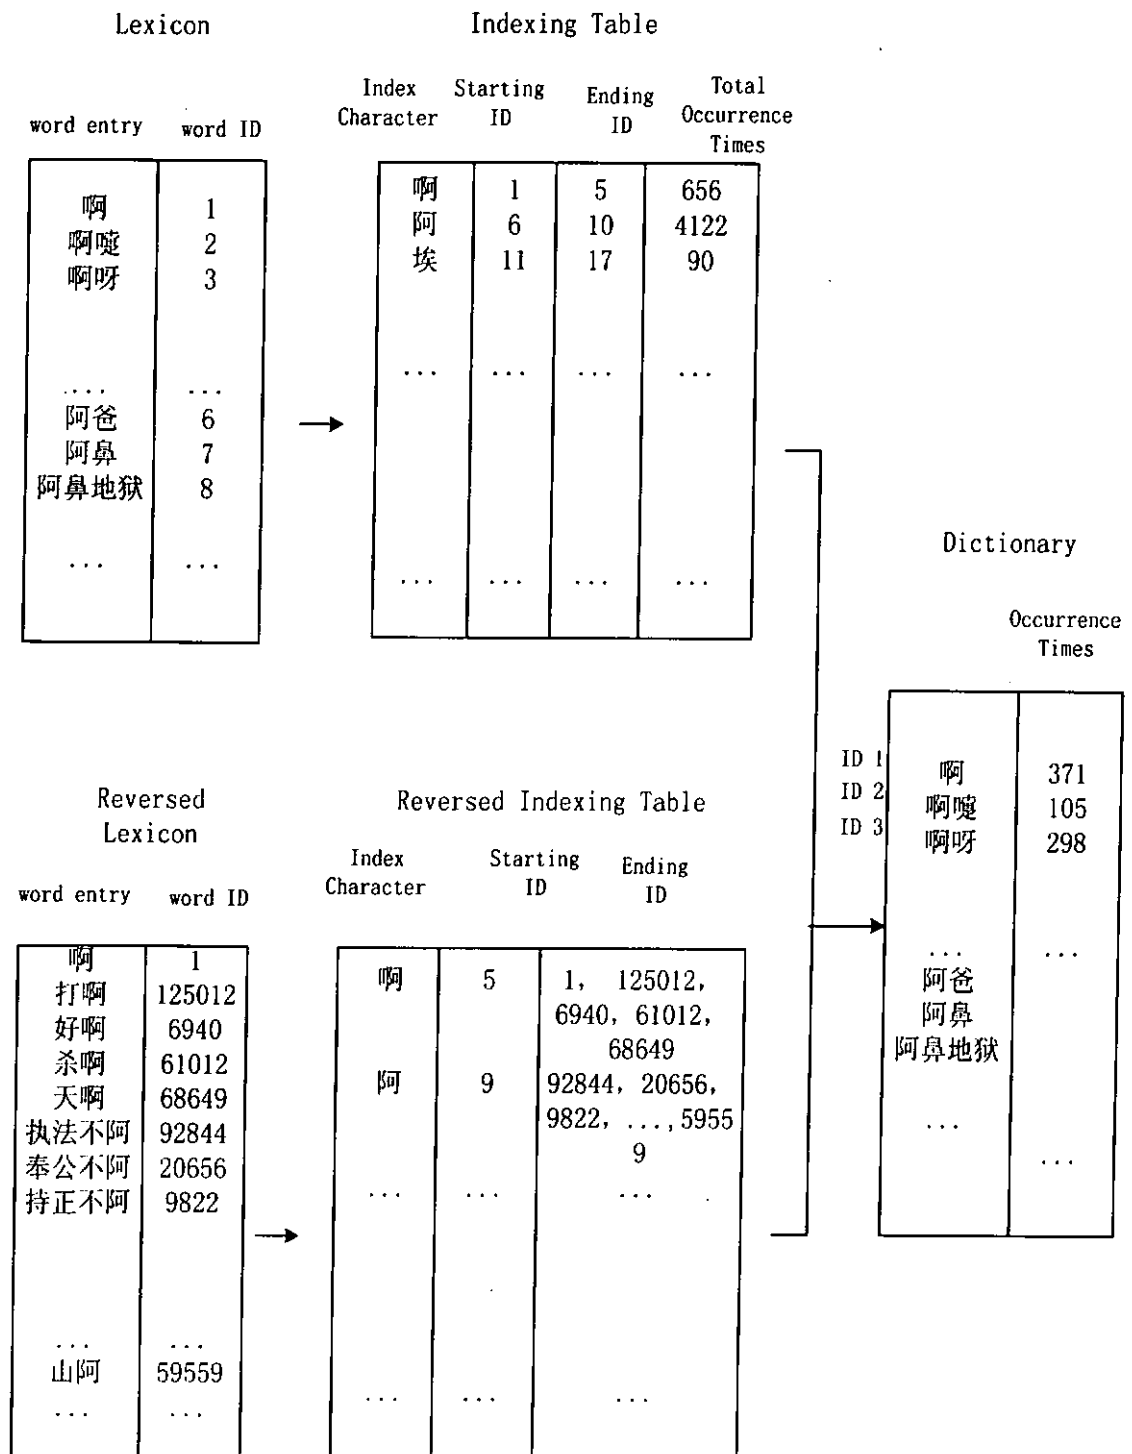 Lexicon
word entry word ID
啊 1
啊嚏 2
啊呀 3
.... ...
阿爸 6
阿鼻 7
阿鼻地狱 8
... ...
Indexing Table
Index Character Starting ID Ending ID Total Occurrence Times
啊 1 5 656
阿 6 10 4122
埃 11 17 90
... ... ... ...
... ... ... ...
Reversed
Lexicon
word entry word ID
啊 1
打啊 125012
好啊 6940
杀啊 61012
天啊 68649
执法不阿 92844
奉公不阿 20656
持正不阿 9822
... ...
山阿 59559
... ...
Reversed Indexing Table
Index Character Starting ID Ending ID
啊 5 1, 125012,
6940, 61012,
68649
阿 9 92844, 20656,
9822, ...,5955
9
... ... ...
... ... ...
Dictionary
Occurrence
Times
ID 1 啊 371
ID 2 啊嚏 105
ID 3 啊呀 298
... ...
阿爸
阿鼻
阿鼻地狱
...
...